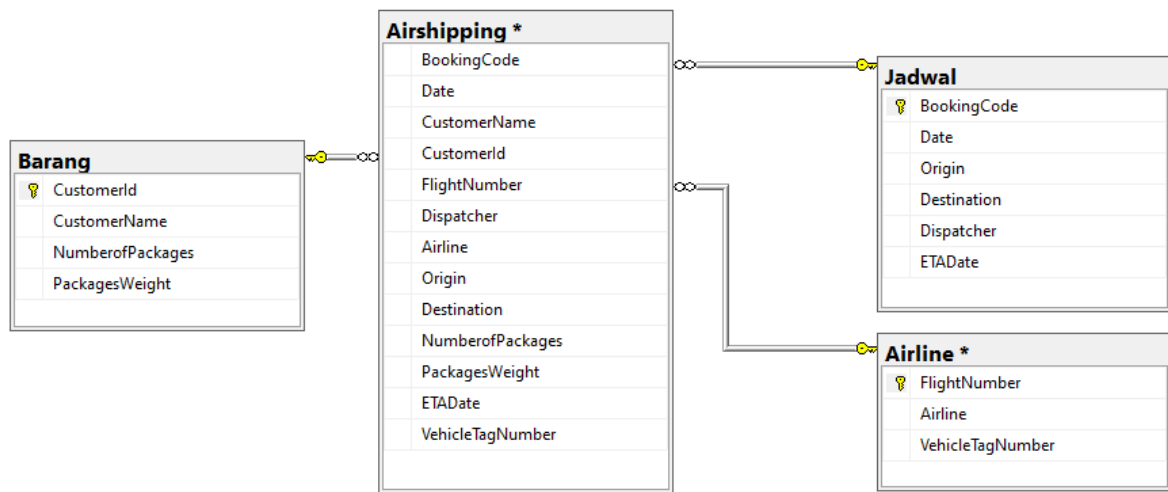 Barang
CustomerId
CustomerName
NumberofPackages
PackagesWeight
Airshipping *
BookingCode
Date
CustomerName
CustomerId
FlightNumber
Dispatcher
Airline
Origin
Destination
NumberofPackages
PackagesWeight
ETADate
VehicleTagNumber
Jadwal
BookingCode
Date
Origin
Destination
Dispatcher
ETADate
Airline *
FlightNumber
Airline
VehicleTagNumber